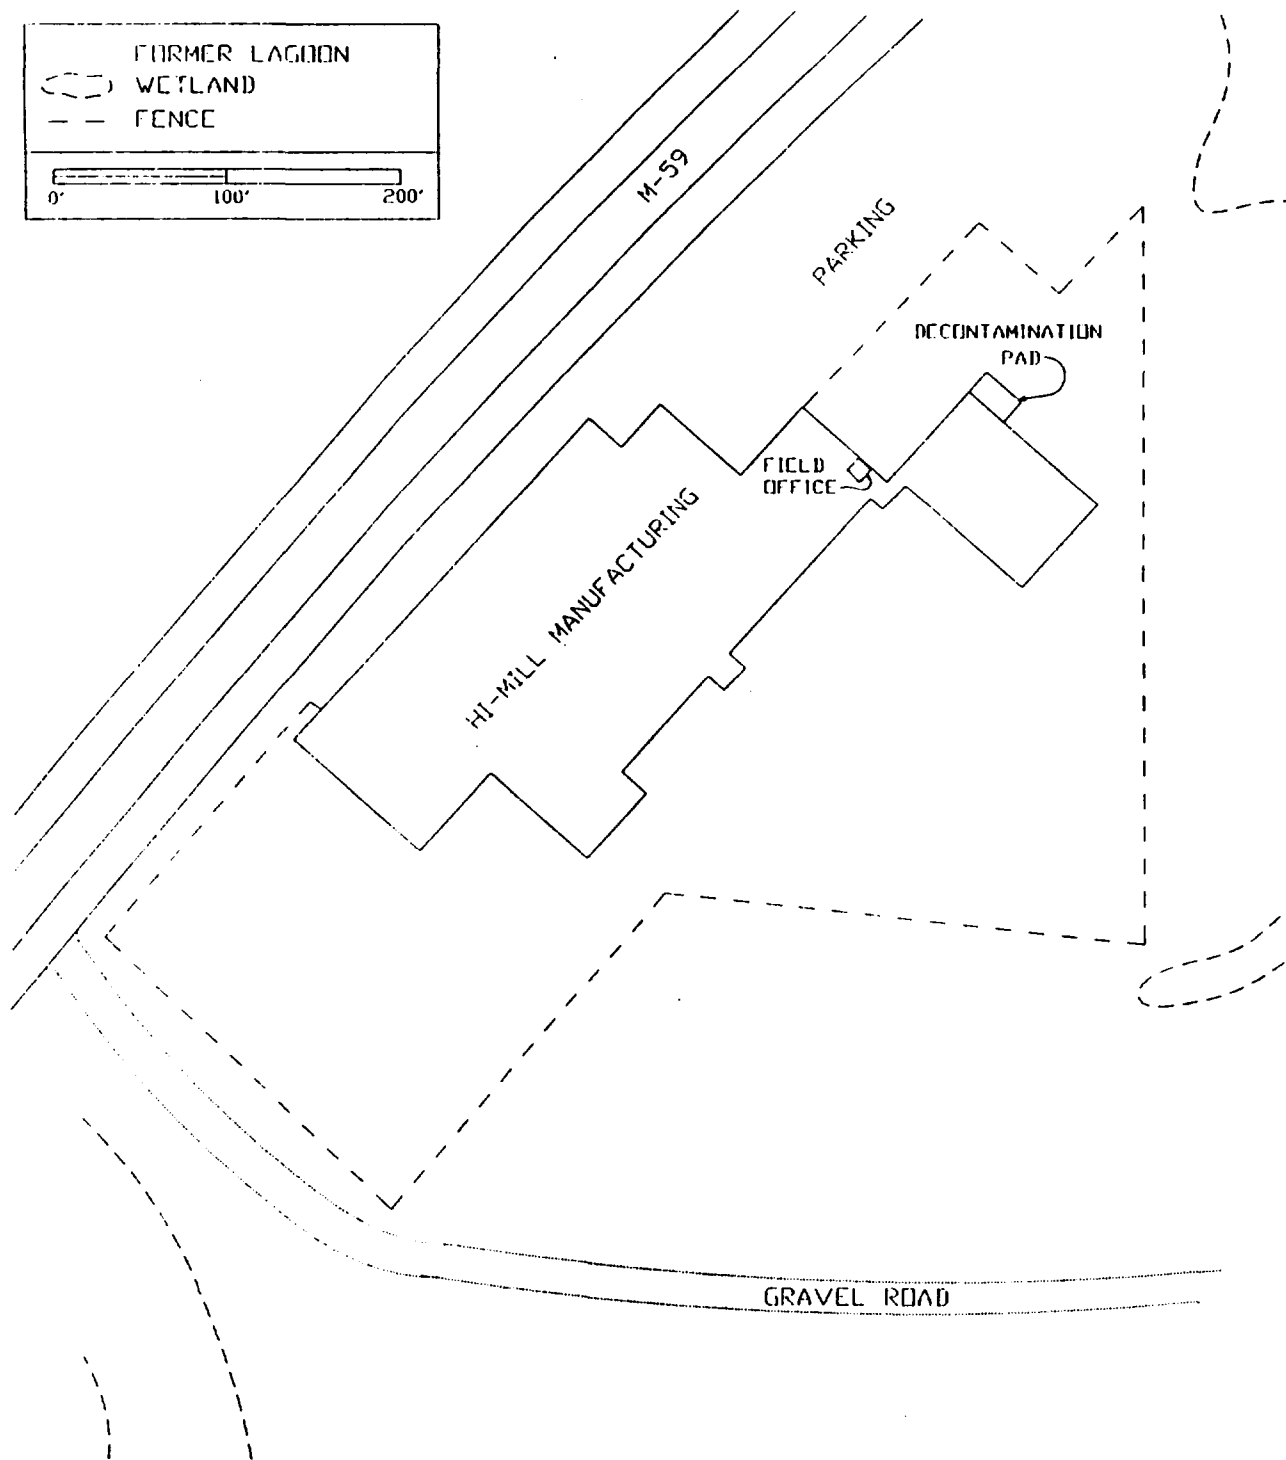 FORMER LAGOON
WETLAND
FENCE
0' 100' 200'
M-59
PARKING
DECONTAMINATION
PAD
FIELD
OFFICE
HI-MILL MANUFACTURING
GRAVEL ROAD